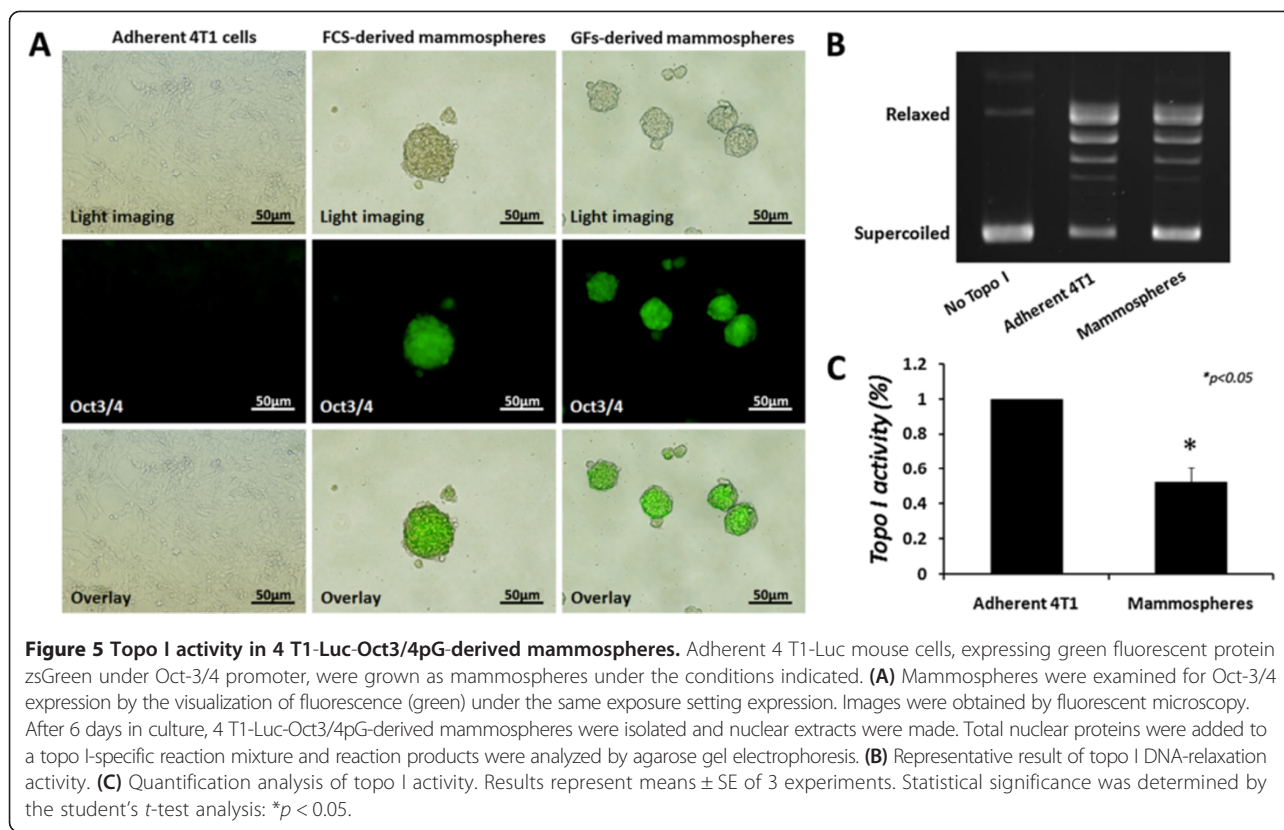 A
Adherent 4T1 cells
FCS-derived mammospheres
GFs-derived mammospheres
Light imaging
50µm
Light imaging
50µm
Light imaging
50µm
Oct3/4
50µm
Oct3/4
50µm
Oct3/4
50µm
Overlay
50µm
Overlay
50µm
Overlay
50µm
B
Relaxed
Supercoiled
No Topo I
Adherent 4T1
Mammospheres
C
*p<0.05
Topo I activity (%)
1.2
1
0.8
0.6
0.4
0.2
0
*
Adherent 4T1
Mammospheres
Figure 5 Topo I activity in 4 T1-Luc-Oct3/4pG-derived mammospheres. Adherent 4 T1-Luc mouse cells, expressing green fluorescent protein
zsGreen under Oct-3/4 promoter, were grown as mammospheres under the conditions indicated. (A) Mammospheres were examined for Oct-3/4
expression by the visualization of fluorescence (green) under the same exposure setting expression. Images were obtained by fluorescent microscopy.
After 6 days in culture, 4 T1-Luc-Oct3/4pG-derived mammospheres were isolated and nuclear extracts were made. Total nuclear proteins were added to
a topo I-specific reaction mixture and reaction products were analyzed by agarose gel electrophoresis. (B) Representative result of topo I DNA-relaxation
activity. (C) Quantification analysis of topo I activity. Results represent means ± SE of 3 experiments. Statistical significance was determined by
the student's t-test analysis: *p < 0.05.